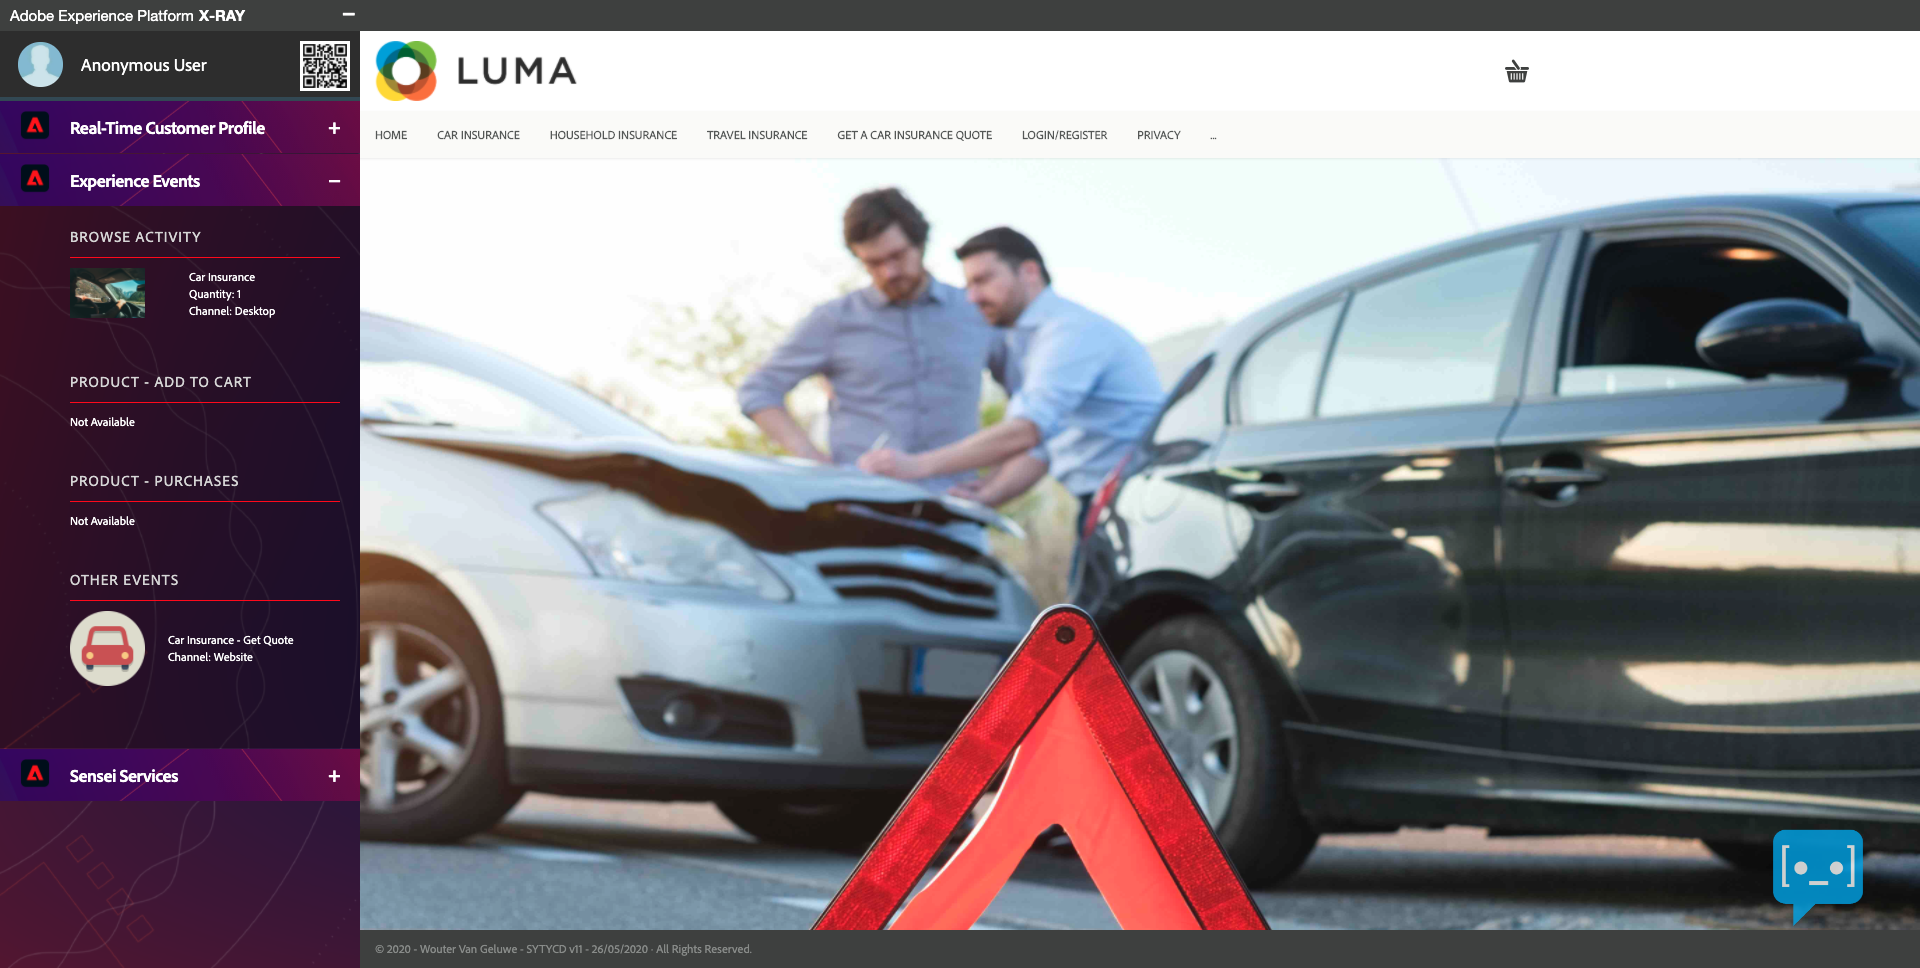 Adobe Experience Platform X-RAY
Anonymous User
Real-Time Customer Profile
Experience Events
BROWSE ACTIVITY
Car Insurance
Quantity: 1
Channel: Desktop
PRODUCT - ADD TO CART
Not Available
PRODUCT - PURCHASES
Not Available
OTHER EVENTS
Car Insurance - Get Quote
Channel: Website
Sensei Services
LUMA
HOME CAR INSURANCE HOUSEHOLD INSURANCE TRAVEL INSURANCE GET A CAR INSURANCE QUOTE LOGIN/REGISTER PRIVACY ...
© 2020 - Wouter Van Geluwe - SYTYCD v11 - 26/05/2020 · All Rights Reserved.